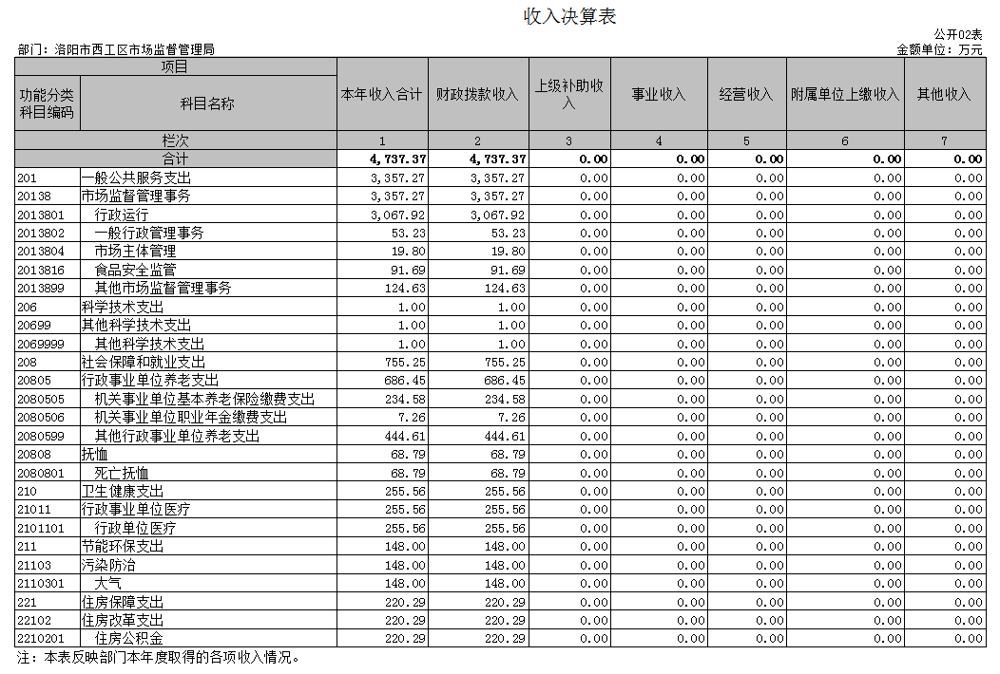 收入决算表
公开02表
部门：洛阳市西工区市场监督管理局 金额单位：万元
项目 本年收入合计 财政拨款收入 上级补助收入 事业收入 经营收入 附属单位上缴收入 其他收入
功能分类科目编码 科目名称
栏次 1 2 3 4 5 6 7
合计 4,737.37 4,737.37 0.00 0.00 0.00 0.00 0.00
201 一般公共服务支出 3,357.27 3,357.27 0.00 0.00 0.00 0.00 0.00
20138 市场监督管理事务 3,357.27 3,357.27 0.00 0.00 0.00 0.00 0.00
2013801 行政运行 3,067.92 3,067.92 0.00 0.00 0.00 0.00 0.00
2013802 一般行政管理事务 53.23 53.23 0.00 0.00 0.00 0.00 0.00
2013804 市场主体管理 19.80 19.80 0.00 0.00 0.00 0.00 0.00
2013816 食品安全监管 91.69 91.69 0.00 0.00 0.00 0.00 0.00
2013899 其他市场监督管理事务 124.63 124.63 0.00 0.00 0.00 0.00 0.00
206 科学技术支出 1.00 1.00 0.00 0.00 0.00 0.00 0.00
20699 其他科学技术支出 1.00 1.00 0.00 0.00 0.00 0.00 0.00
2069999 其他科学技术支出 1.00 1.00 0.00 0.00 0.00 0.00 0.00
208 社会保障和就业支出 755.25 755.25 0.00 0.00 0.00 0.00 0.00
20805 行政事业单位养老支出 686.45 686.45 0.00 0.00 0.00 0.00 0.00
2080505 机关事业单位基本养老保险缴费支出 234.58 234.58 0.00 0.00 0.00 0.00 0.00
2080506 机关事业单位职业年金缴费支出 7.26 7.26 0.00 0.00 0.00 0.00 0.00
2080599 其他行政事业单位养老支出 444.61 444.61 0.00 0.00 0.00 0.00 0.00
20808 抚恤 68.79 68.79 0.00 0.00 0.00 0.00 0.00
2080801 死亡抚恤 68.79 68.79 0.00 0.00 0.00 0.00 0.00
210 卫生健康支出 255.56 255.56 0.00 0.00 0.00 0.00 0.00
21011 行政事业单位医疗 255.56 255.56 0.00 0.00 0.00 0.00 0.00
2101101 行政单位医疗 255.56 255.56 0.00 0.00 0.00 0.00 0.00
211 节能环保支出 148.00 148.00 0.00 0.00 0.00 0.00 0.00
21103 污染防治 148.00 148.00 0.00 0.00 0.00 0.00 0.00
2110301 大气 148.00 148.00 0.00 0.00 0.00 0.00 0.00
221 住房保障支出 220.29 220.29 0.00 0.00 0.00 0.00 0.00
22102 住房改革支出 220.29 220.29 0.00 0.00 0.00 0.00 0.00
2210201 住房公积金 220.29 220.29 0.00 0.00 0.00 0.00 0.00
注：本表反映部门本年度取得的各项收入情况。